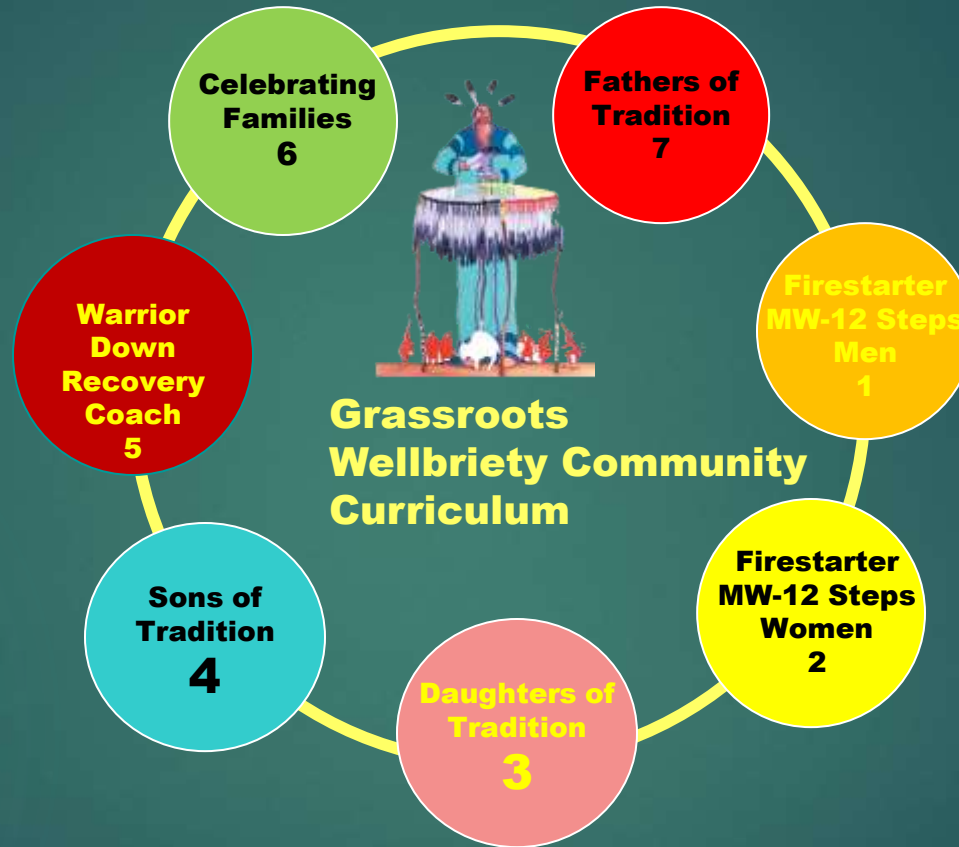 Celebrating
Families
6
Fathers of
Tradition
7
Firestarter
MW-12 Steps
Men
1
Warrior
Down
Recovery
Coach
5
Grassroots
Wellbriety Community
Curriculum
Firestarter
MW-12 Steps
Women
2
Sons of
Tradition
4
Daughters of
Tradition
3